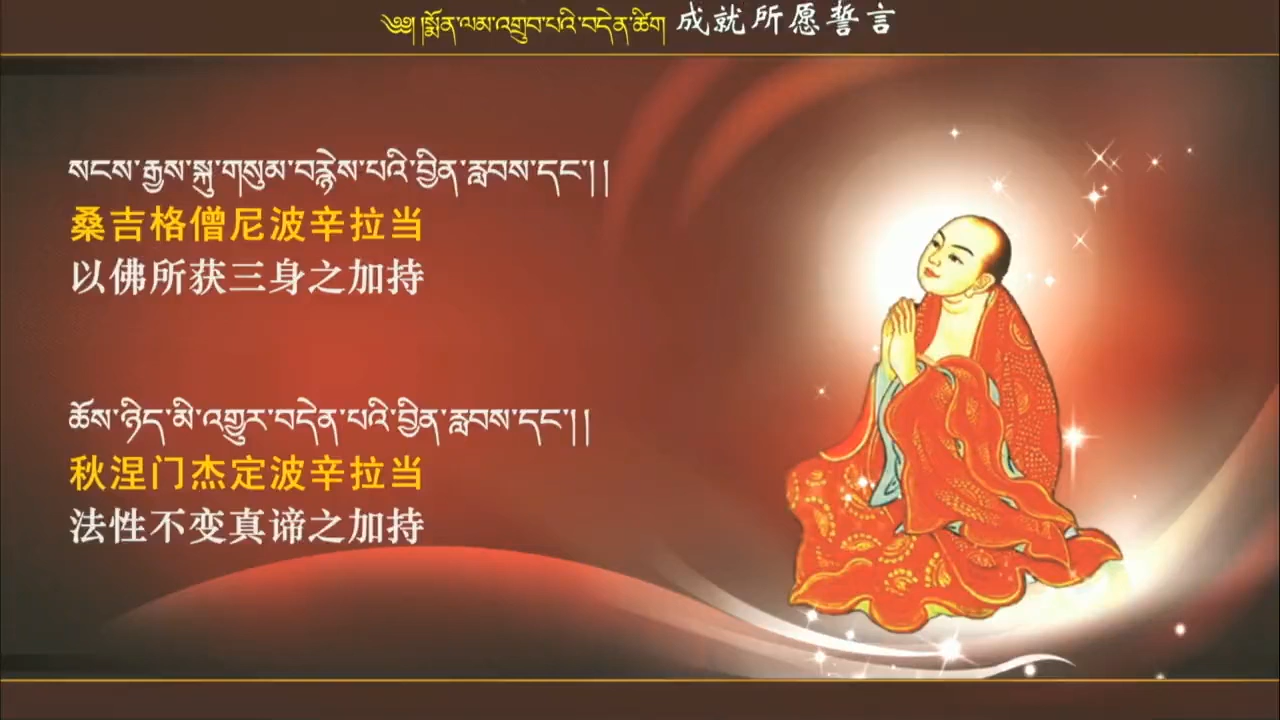 ༄༅། །སྨོན་ལམ་འགྲུབ་པའི་བདེན་ཚིག 成就所愿誓言
སངས་རྒྱས་སྐུ་གསུམ་བརྙེས་པའི་བྱིན་རླབས་དང་། །
桑吉格僧尼波辛拉当
以佛所获三身之加持
ཆོས་ཉིད་མི་འགྱུར་བདེན་པའི་བྱིན་རླབས་དང་། །
秋涅门杰定波辛拉当
法性不变真谛之加持